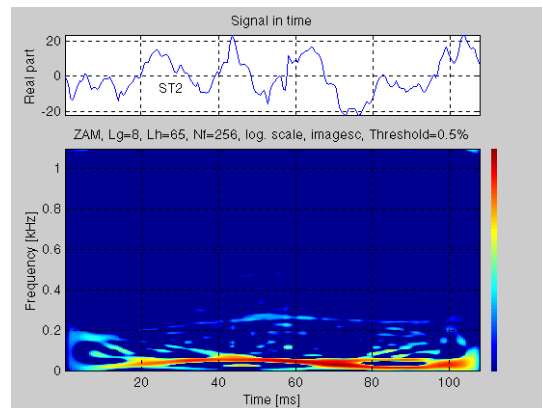 Signal in time
Real part
20
0
-20
ST2
ZAM, Lg=8, Lh=65, Nf=256, log. scale, imagesc, Threshold=0.5%
Frequency [kHz]
1
0.8
0.6
0.4
0.2
0
20
40
60
80
100
Time [ms]